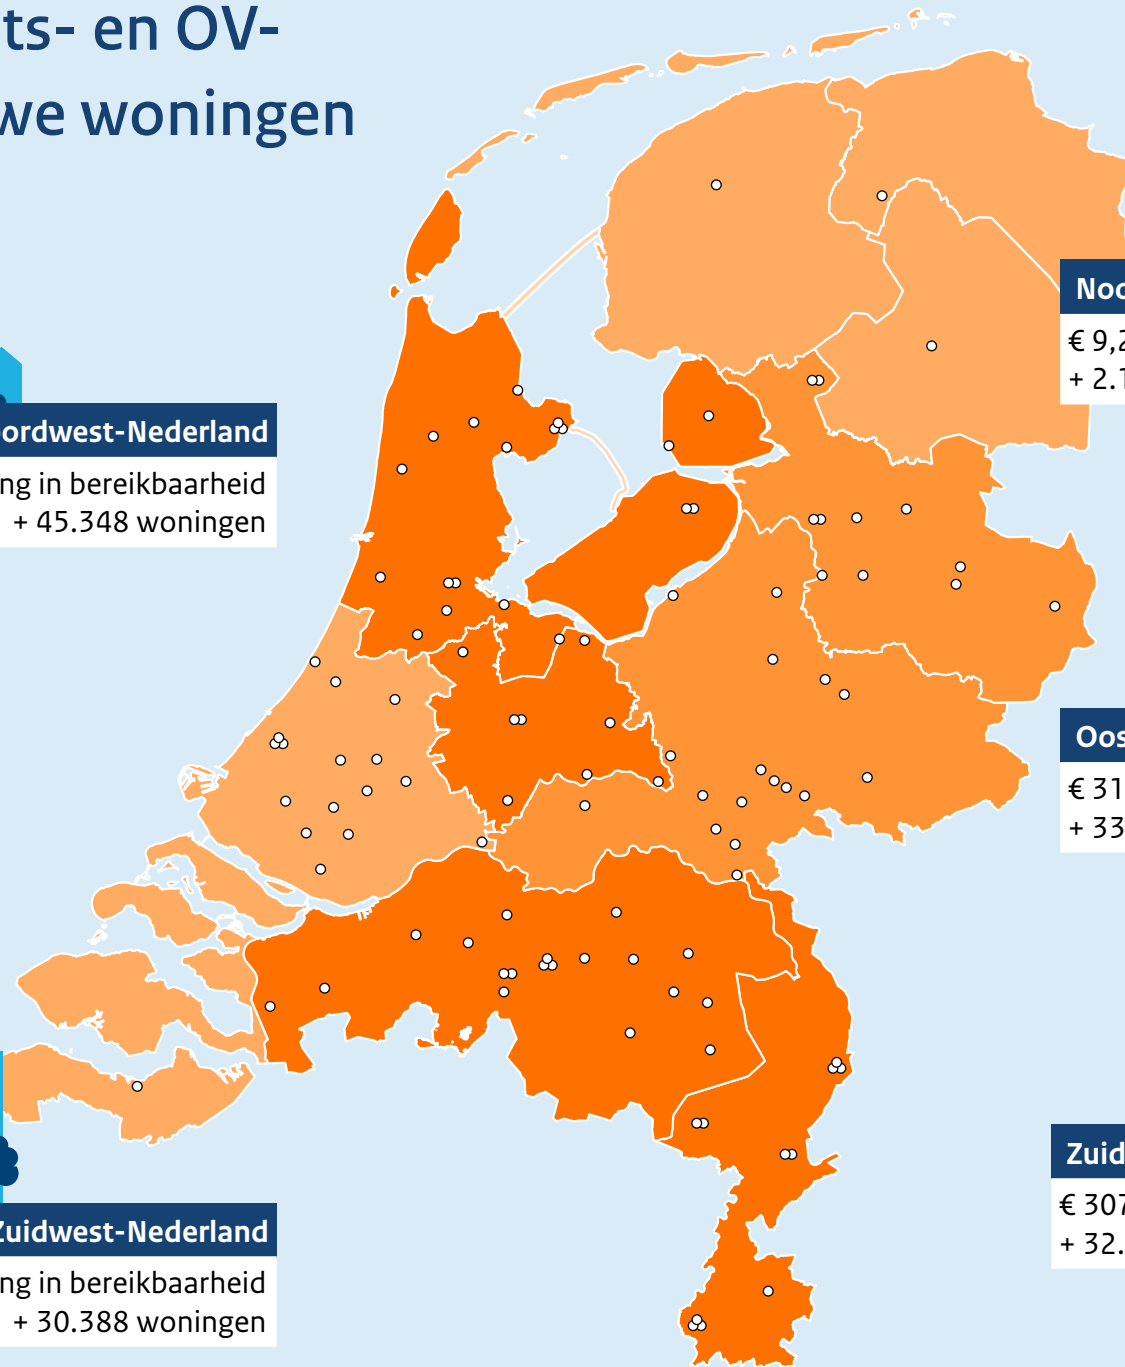 ts- en OV-
we woningen
Noo
€ 9,2
+ 2.1
ordwest-Nederland
ng in bereikbaarheid
+ 45.348 woningen
Oos
€ 31
+ 33
Zuid
€ 307
+ 32.
Zuidwest-Nederland
ng in bereikbaarheid
+ 30.388 woningen